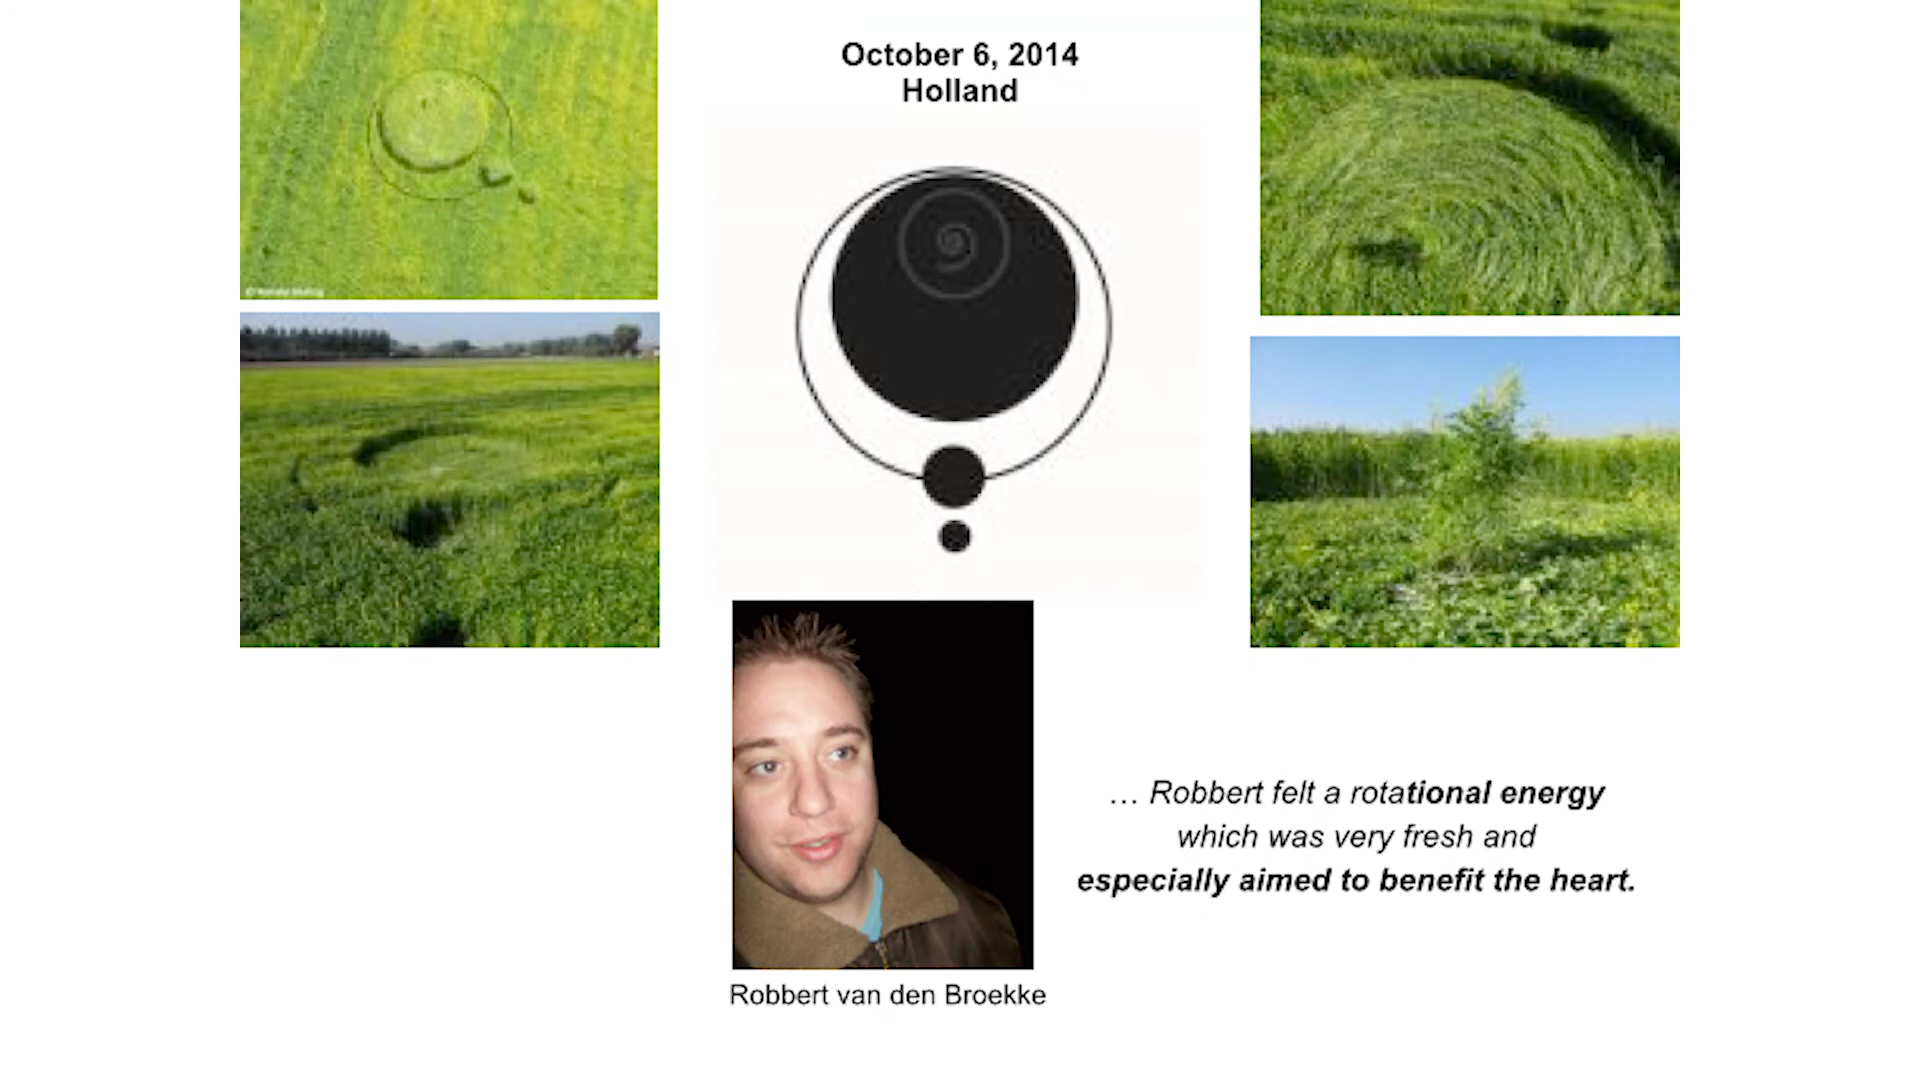 October 6, 2014
Holland
… Robbert felt a rotational energy
which was very fresh and
especially aimed to benefit the heart.
Robbert van den Broekke